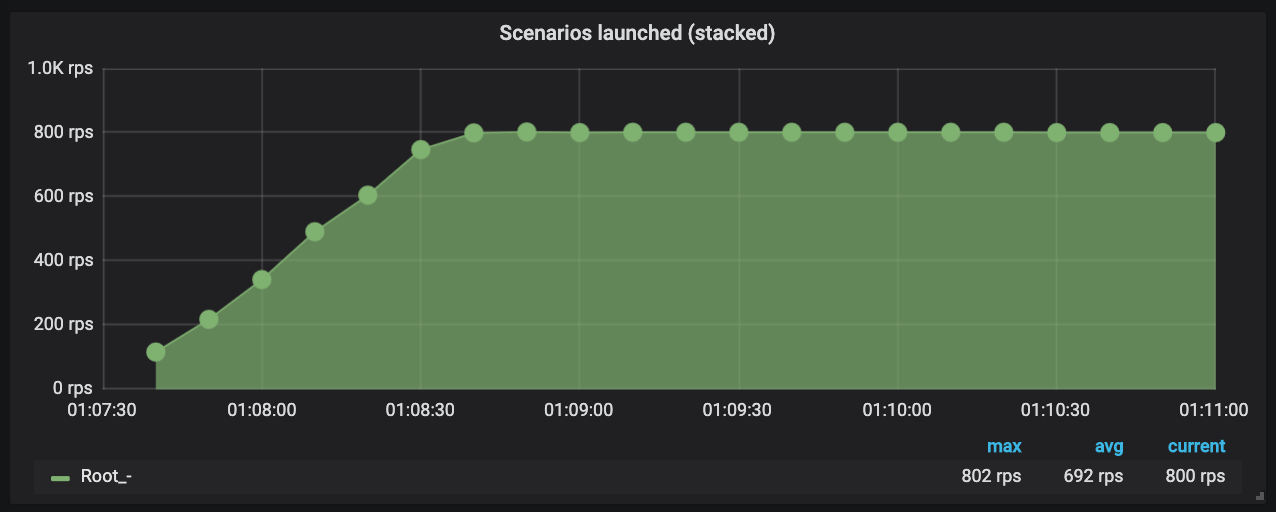 Scenarios launched (stacked)
1.0K rps
800 rps
600 rps
400 rps
200 rps
0 rps
01:07:30 01:08:00 01:08:30 01:09:00 01:09:30 01:10:00 01:10:30 01:11:00
max avg current
Root_- 802 rps 692 rps 800 rps